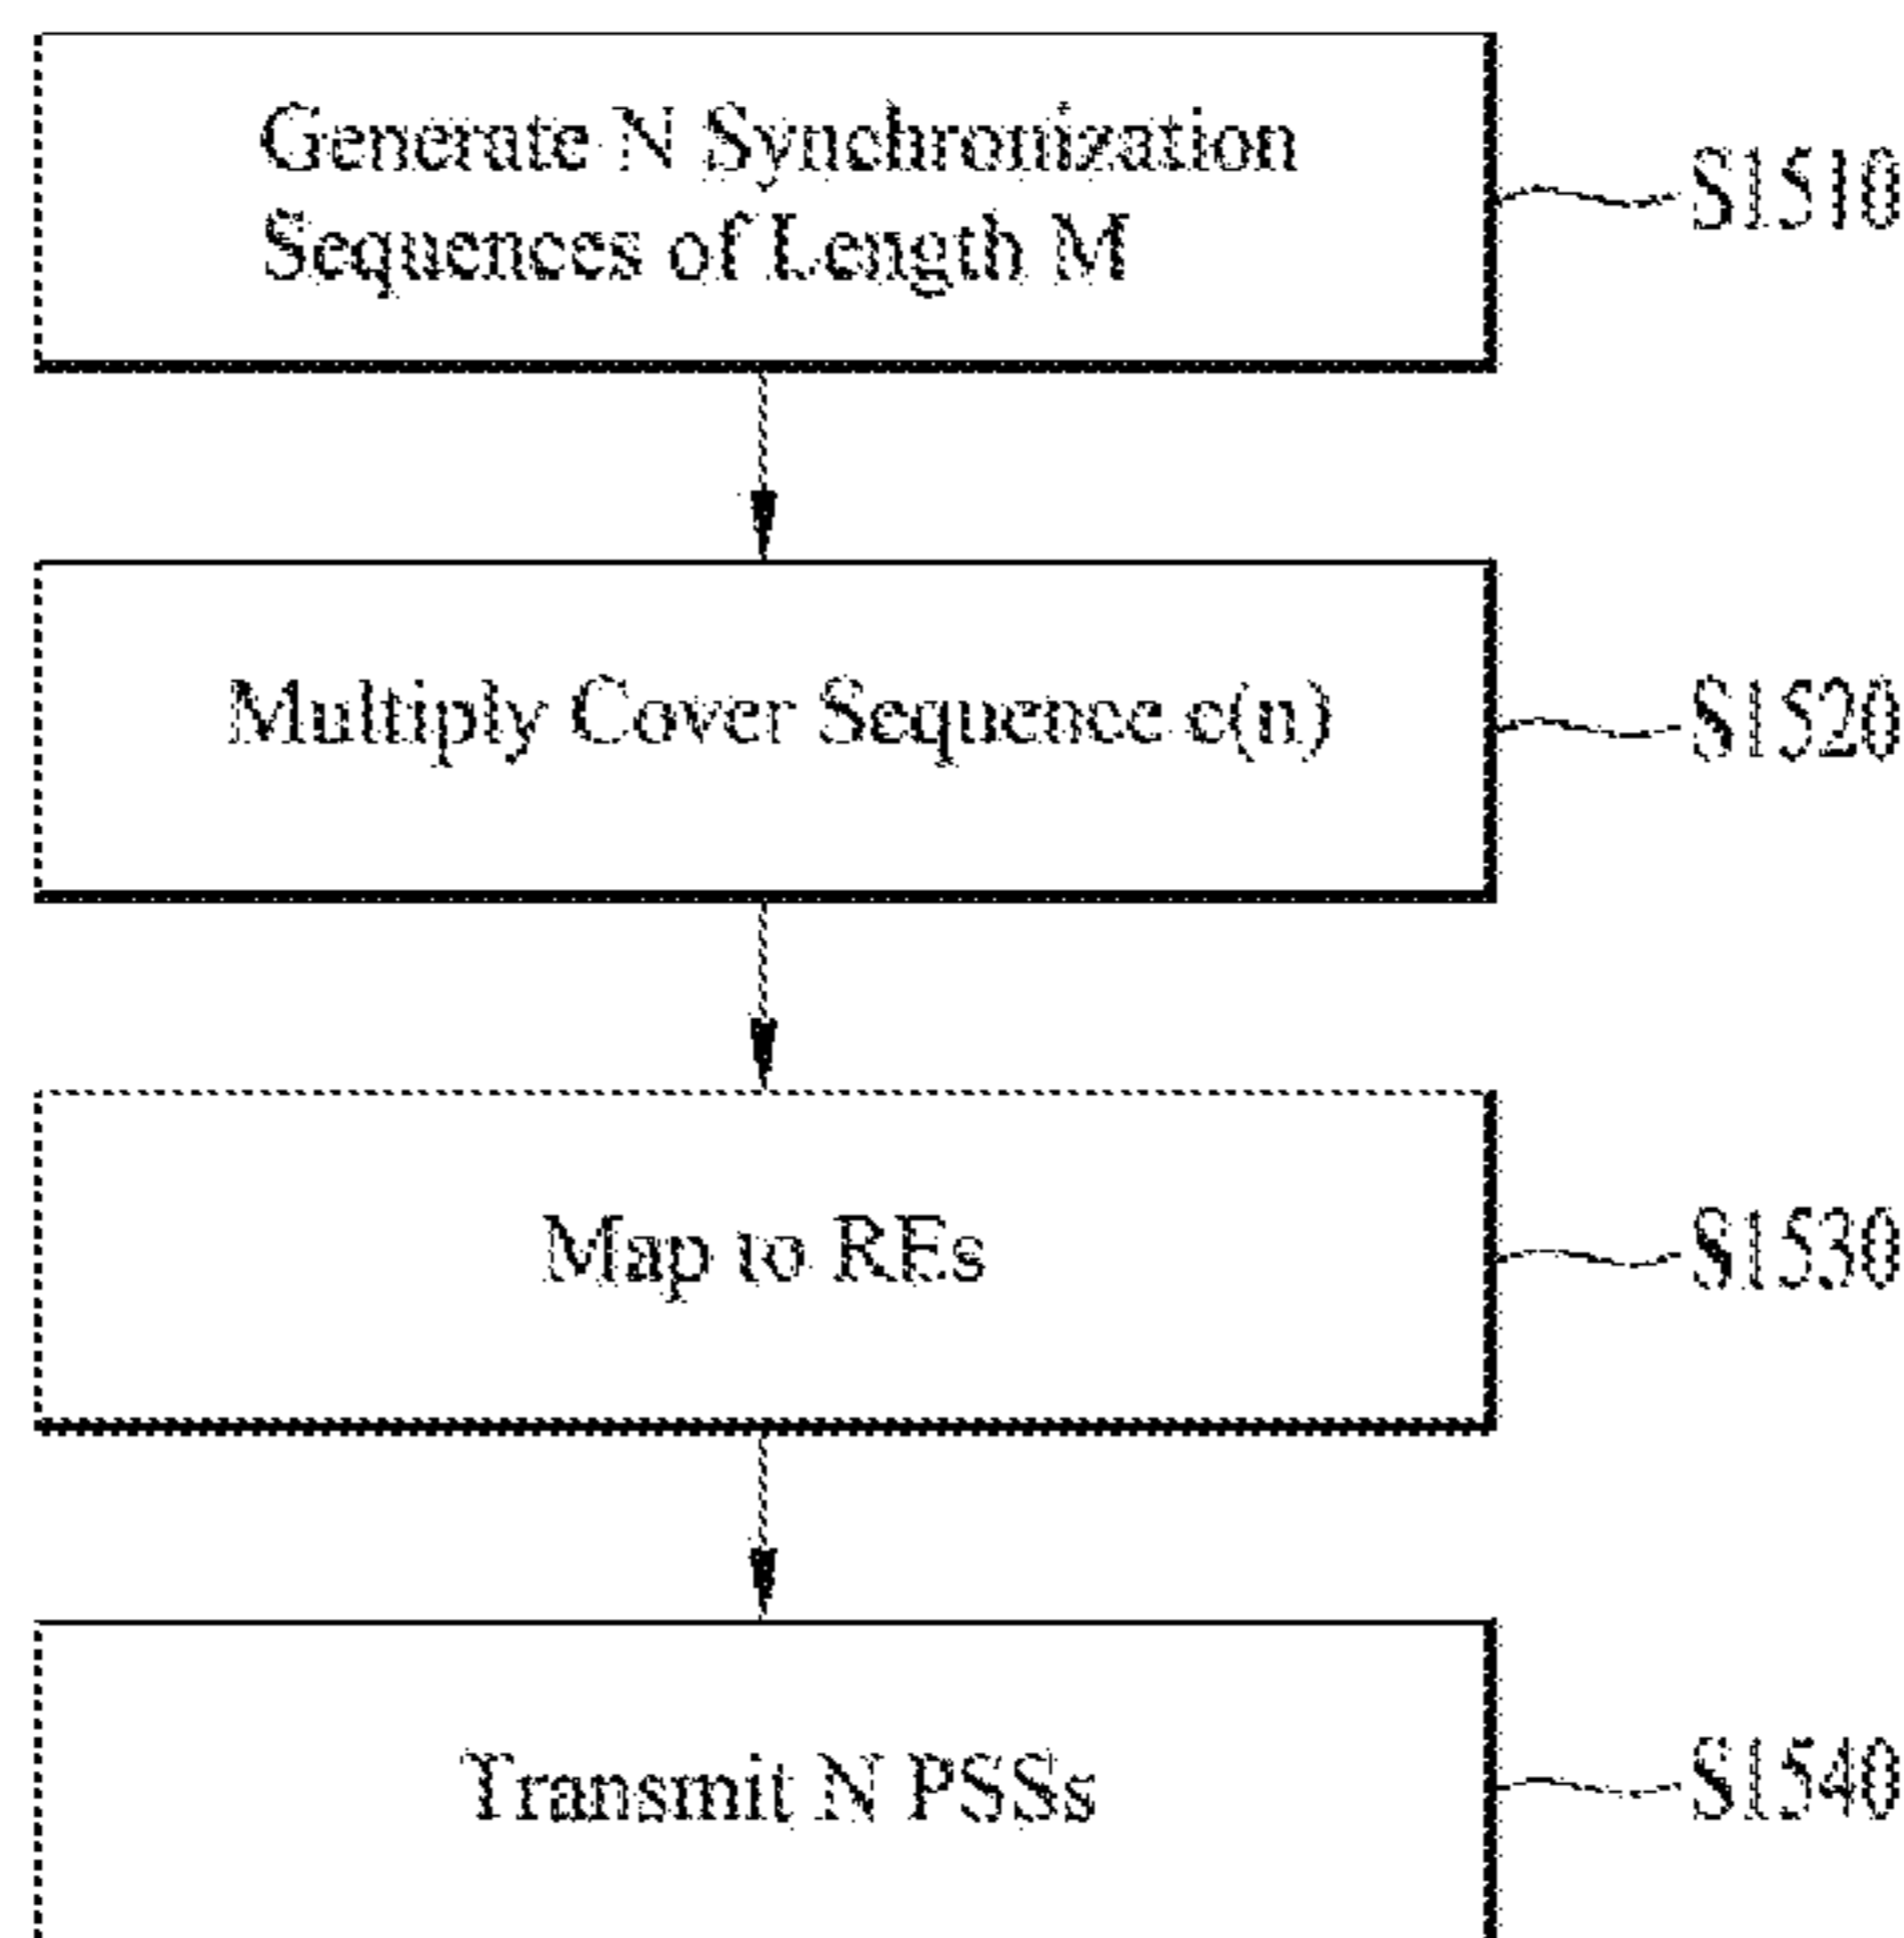 Generate N Synchronization
Sequences of Length M
S1510
Multiply Cover Sequence c(n)
S1520
Map to REs
S1530
Transmit N PSSs
S1540